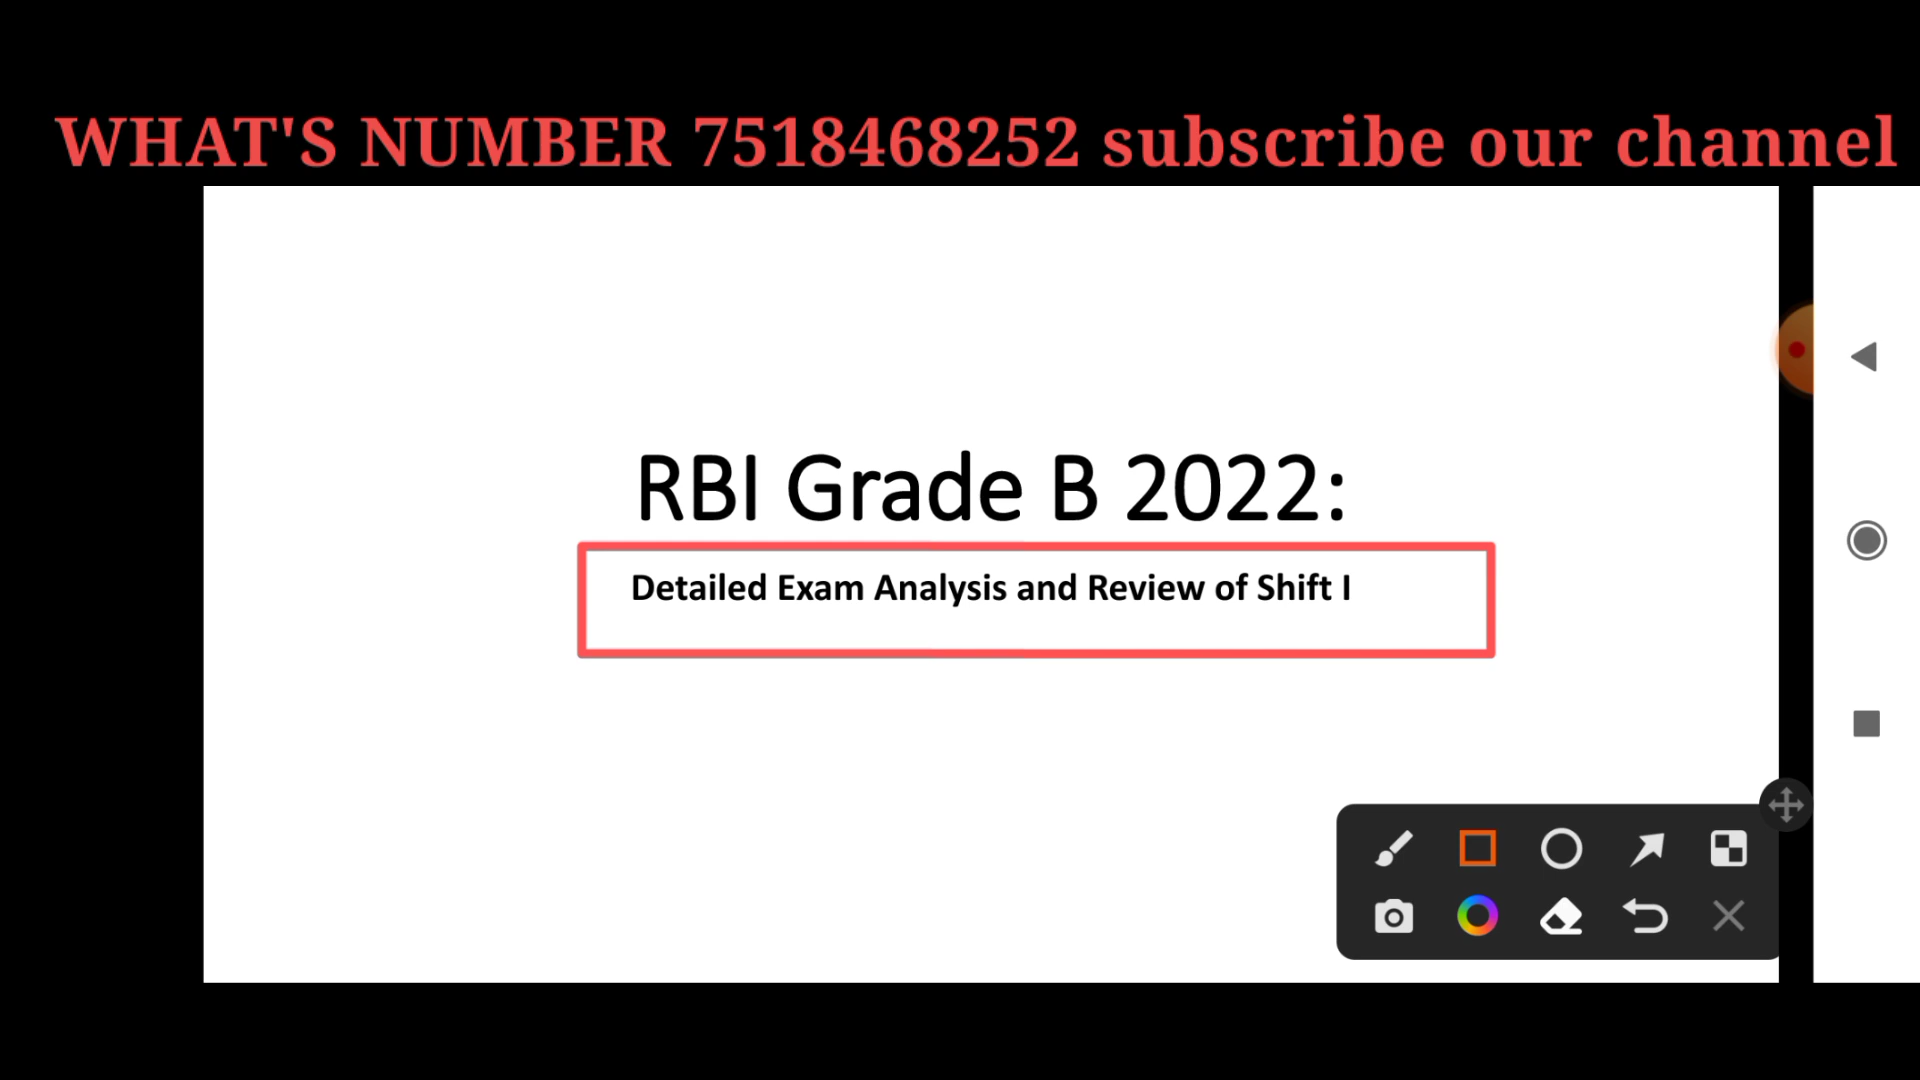 WHAT'S NUMBER 7518468252 subscribe our channel
RBI Grade B 2022:
Detailed Exam Analysis and Review of Shift I